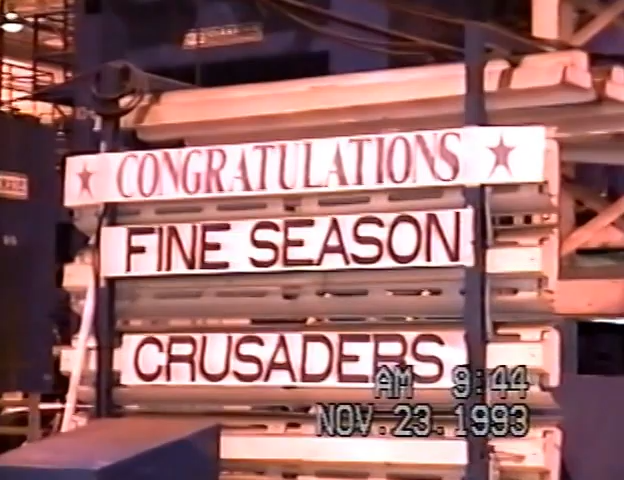 ★ CONGRATULATIONS ★
FINE SEASON
CRUSADERS
AM 9:44
NOV. 23. 1993